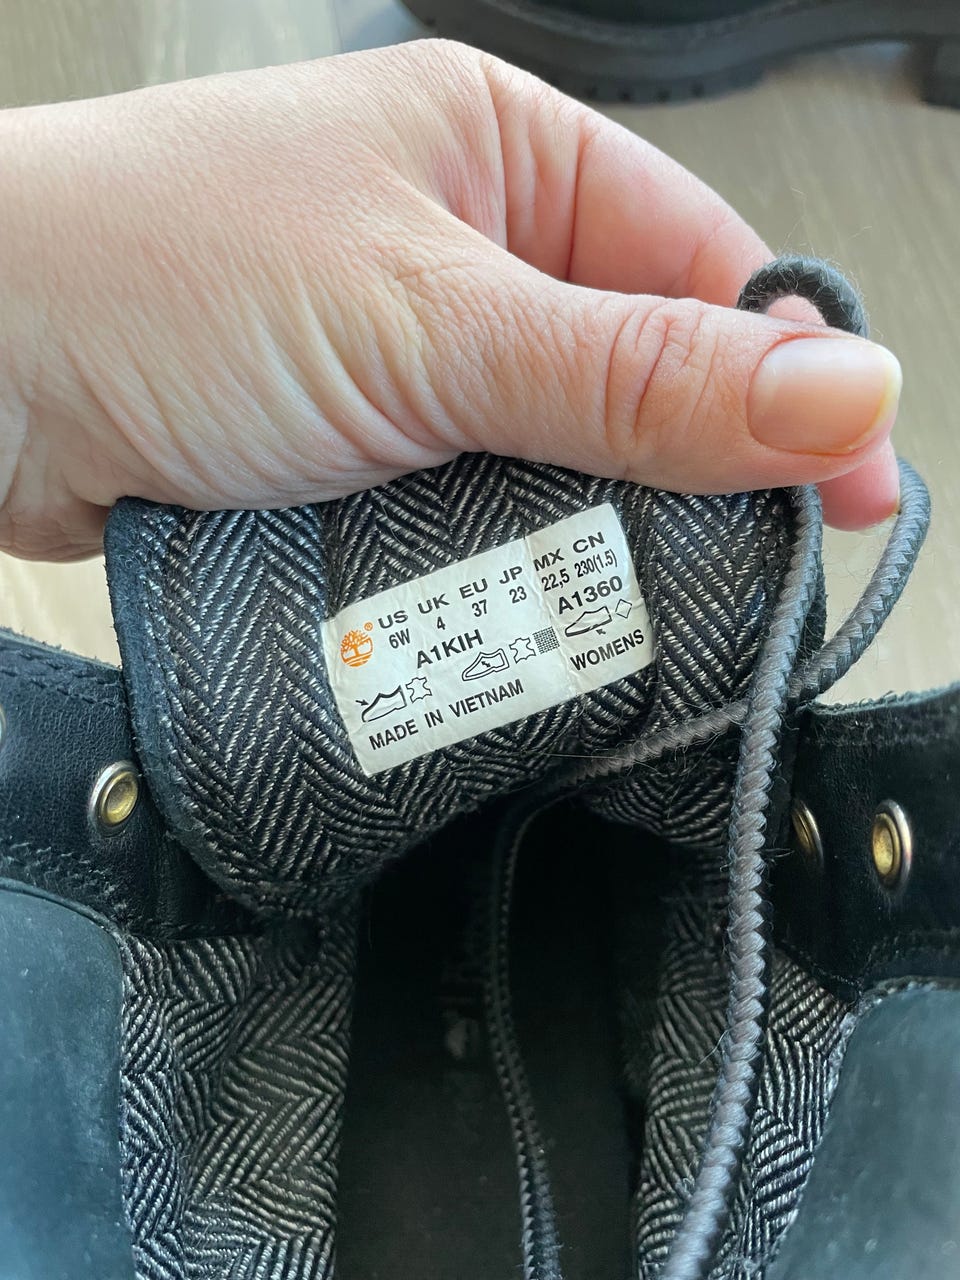 ® US UK EU JP MX CN
6W 4 37 23 22,5 230(1.5)
A1KIH A1360
MADE IN VIETNAM WOMENS